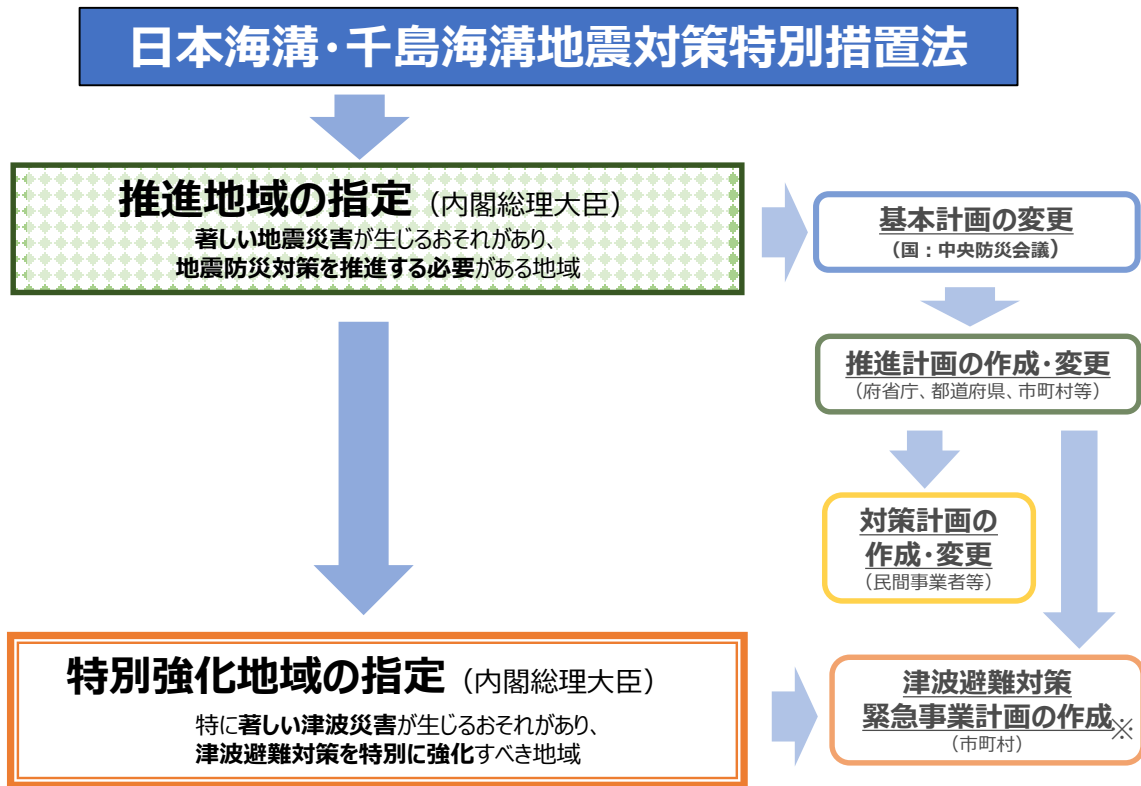 日本海溝・千島海溝地震対策特別措置法
推進地域の指定（内閣総理大臣）
著しい地震災害が生じるおそれがあり、
地震防災対策を推進する必要がある地域
基本計画の変更
（国：中央防災会議）
推進計画の作成・変更
（府省庁、都道府県、市町村等）
対策計画の
作成・変更
（民間事業者等）
特別強化地域の指定（内閣総理大臣）
特に著しい津波災害が生じるおそれがあり、
津波避難対策を特別に強化すべき地域
津波避難対策
緊急事業計画の作成※
（市町村）